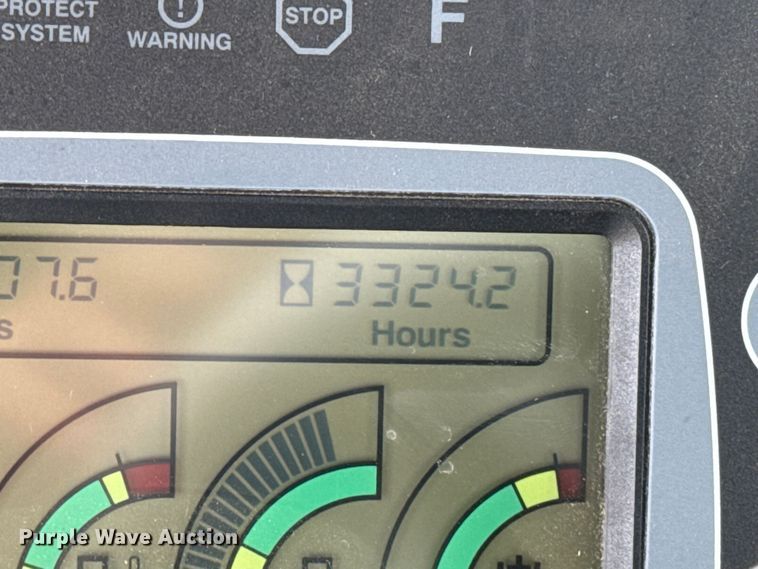 PROTECT
SYSTEM
WARNING
STOP
F
07.6
3324.2
s
Hours
Purple Wave Auction